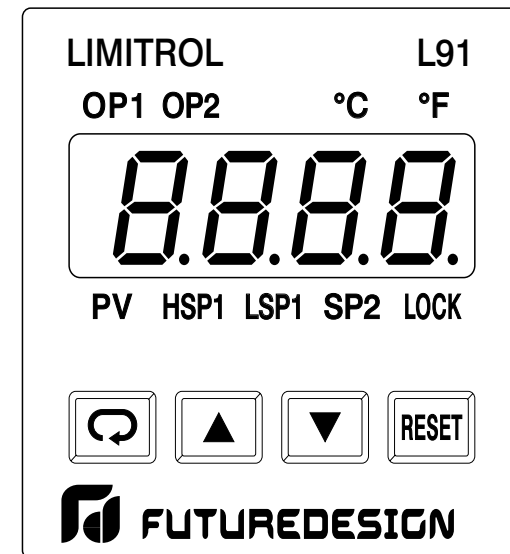 LIMITROL L91
OP1 OP2 °C °F
8.8.8.8.
PV HSP1 LSP1 SP2 LOCK
RESET
FUTUREDESIGN